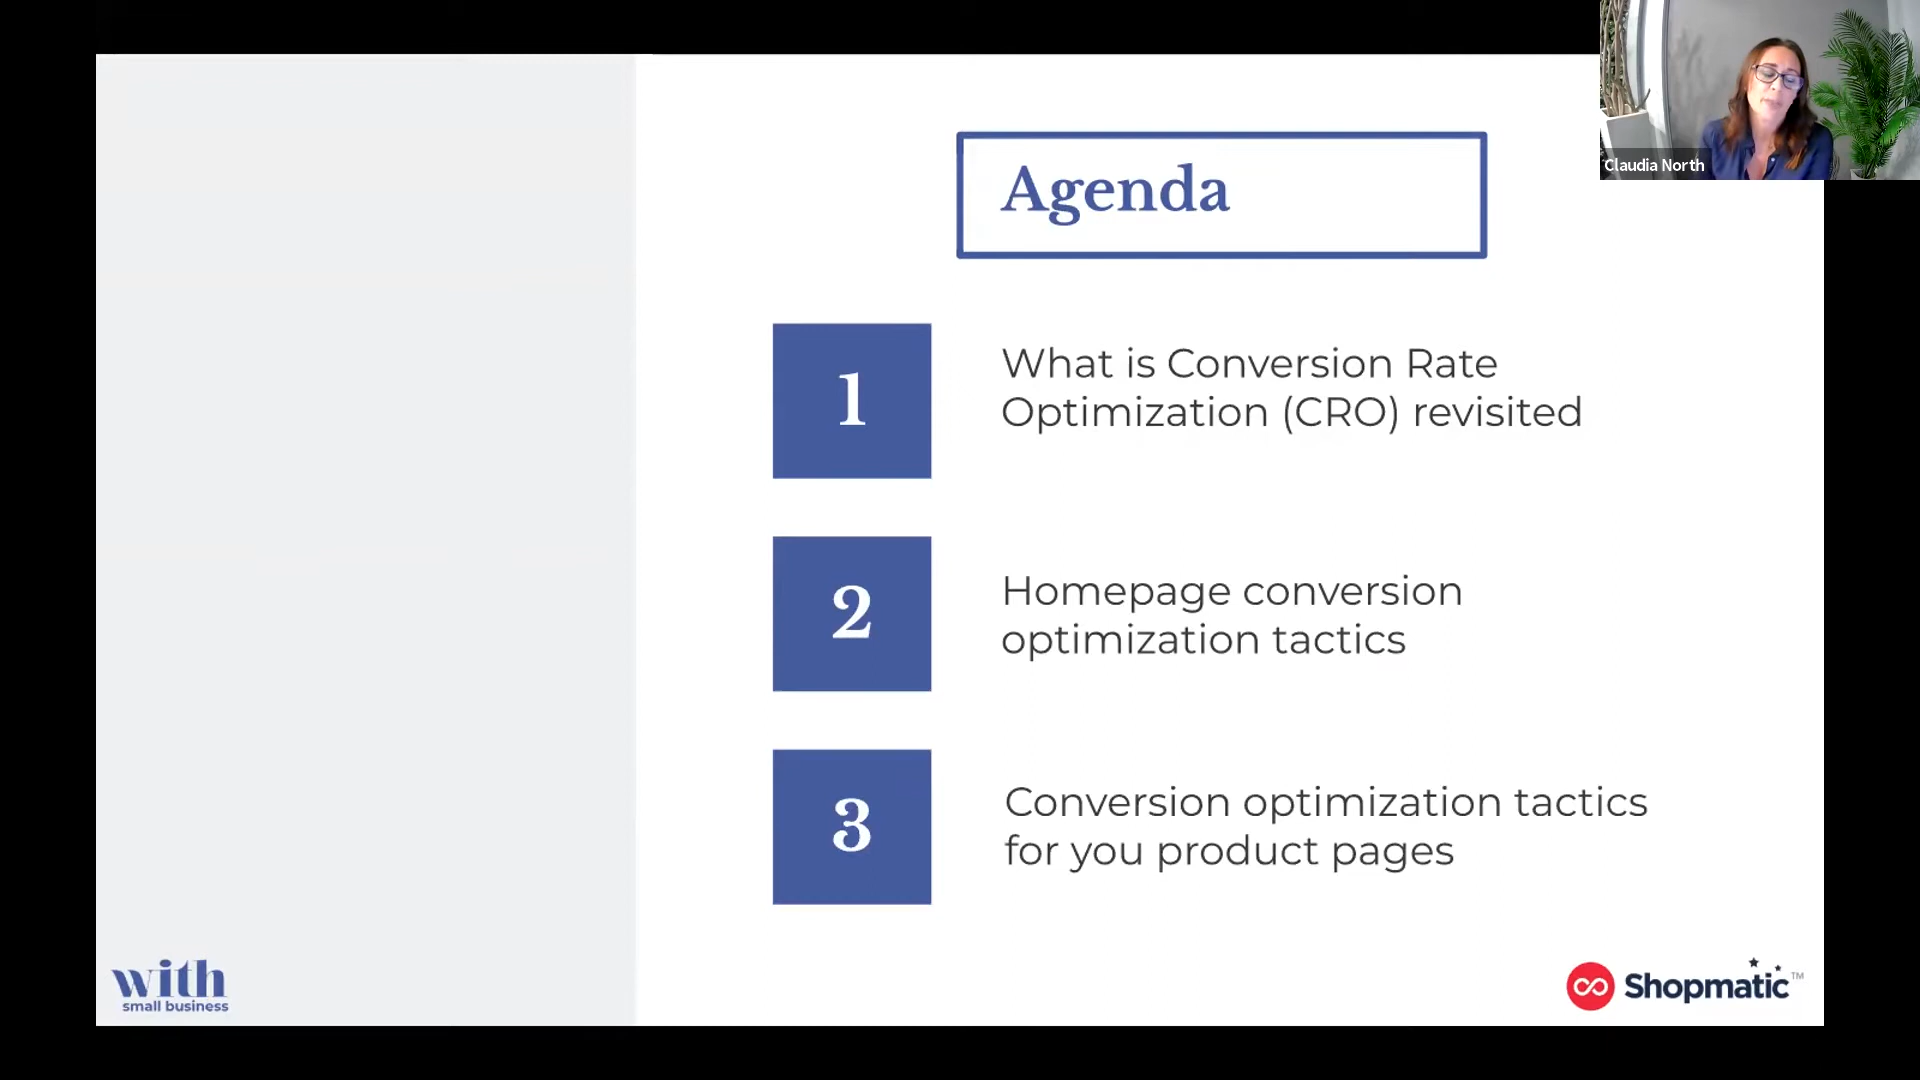 Agenda
Claudia North
1
What is Conversion Rate
Optimization (CRO) revisited
2
Homepage conversion
optimization tactics
3
Conversion optimization tactics
for you product pages
with
small business
Shopmatic™